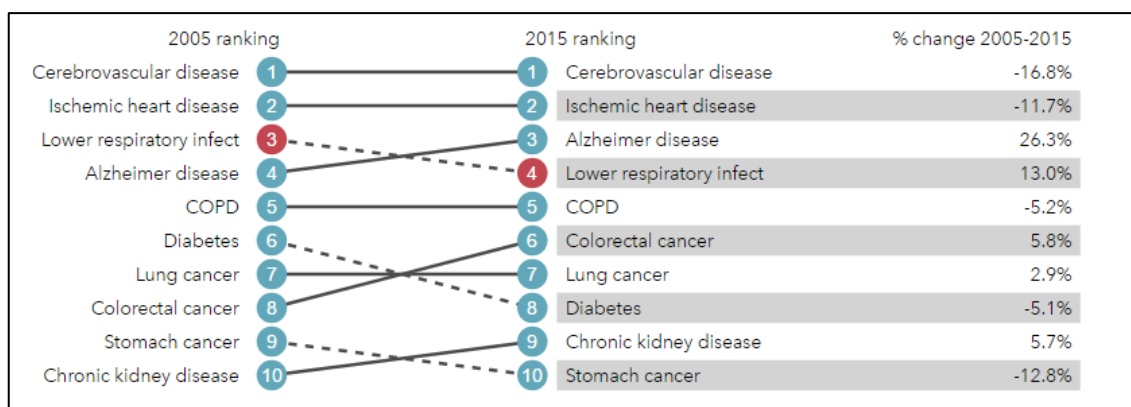 2005 ranking 2015 ranking % change 2005-2015
Cerebrovascular disease 1 1 Cerebrovascular disease -16.8%
Ischemic heart disease 2 2 Ischemic heart disease -11.7%
Lower respiratory infect 3 3 Alzheimer disease 26.3%
Alzheimer disease 4 4 Lower respiratory infect 13.0%
COPD 5 5 COPD -5.2%
Diabetes 6 6 Colorectal cancer 5.8%
Lung cancer 7 7 Lung cancer 2.9%
Colorectal cancer 8 8 Diabetes -5.1%
Stomach cancer 9 9 Chronic kidney disease 5.7%
Chronic kidney disease 10 10 Stomach cancer -12.8%